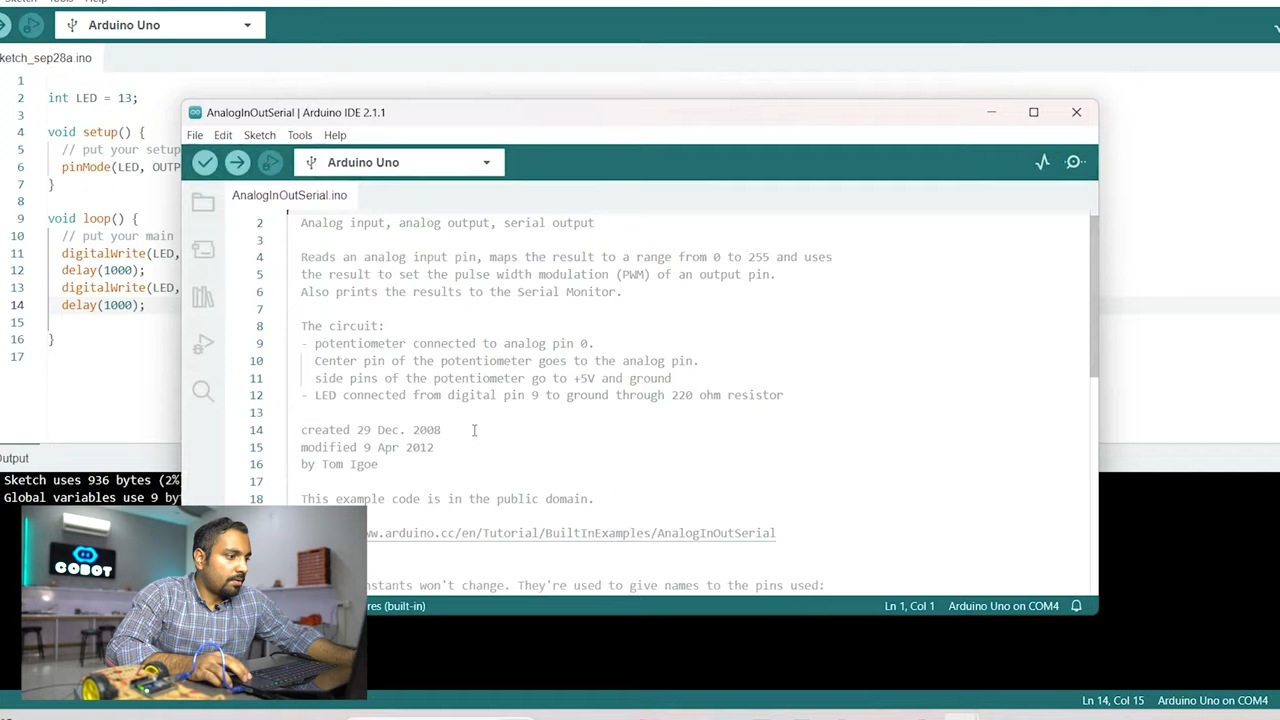 Sketch Tools Help
Arduino Uno
ketch_sep28a.ino
1
2 int LED = 13;
3
4 void setup() {
5 // put your setup
6 pinMode(LED, OUTP
7 }
8
9 void loop() {
10 // put your main
11 digitalWrite(LED,
12 delay(1000);
13 digitalWrite(LED,
14 delay(1000);
15
16 }
17
Output
Sketch uses 936 bytes (2%
Global variables use 9 by
AnalogInOutSerial | Arduino IDE 2.1.1
File Edit Sketch Tools Help
Arduino Uno
AnalogInOutSerial.ino
2 Analog input, analog output, serial output
3
4 Reads an analog input pin, maps the result to a range from 0 to 255 and uses
5 the result to set the pulse width modulation (PWM) of an output pin.
6 Also prints the results to the Serial Monitor.
7
8 The circuit:
9 - potentiometer connected to analog pin 0.
10 Center pin of the potentiometer goes to the analog pin.
11 side pins of the potentiometer go to +5V and ground
12 - LED connected from digital pin 9 to ground through 220 ohm resistor
13
14 created 29 Dec. 2008
15 modified 9 Apr 2012
16 by Tom Igoe
17
18 This example code is in the public domain.
ww.arduino.cc/en/Tutorial/BuiltInExamples/AnalogInOutSerial
nstants won't change. They're used to give names to the pins used:
res (built-in)
Ln 1, Col 1 Arduino Uno on COM4
COBOT
Ln 14, Col 15 Arduino Uno on COM4